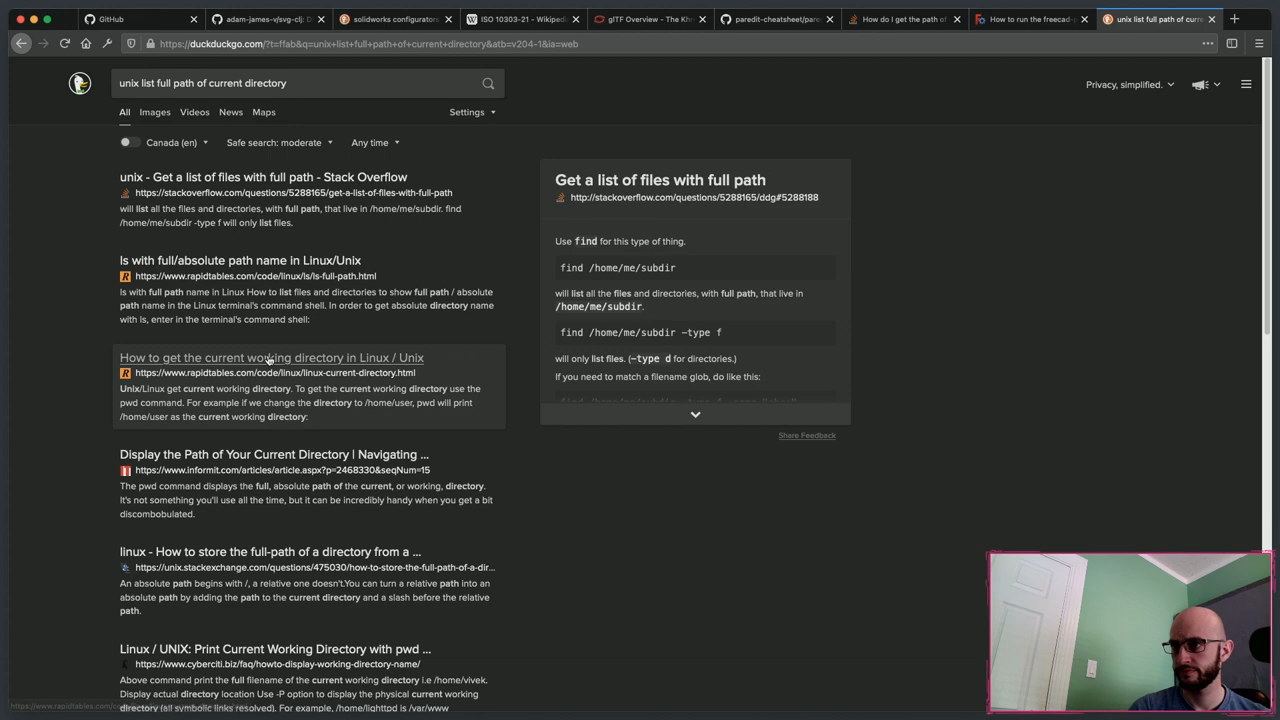 GitHub
adam-james-v/svg-clj: D
solidworks configurators
ISO 10303-21 - Wikiped
glTF Overview - The Kh
paredit-cheatsheet/pare
How do I get the path of
How to run the freecad-
unix list full path of curre
https://duckduckgo.com/?t=ffab&q=unix+list+full+path+of+current+directory&atb=v204-1&ia=web
unix list full path of current directory
Privacy, simplified.
All
Images
Videos
News
Maps
Settings
Canada (en)
Safe search: moderate
Any time
unix - Get a list of files with full path - Stack Overflow
https://stackoverflow.com/questions/5288165/get-a-list-of-files-with-full-path
will list all the files and directories, with full path, that live in /home/me/subdir. find
/home/me/subdir -type f will only list files.
ls with full/absolute path name in Linux/Unix
https://www.rapidtables.com/code/linux/ls/ls-full-path.html
ls with full path name in Linux How to list files and directories to show full path / absolute
path name in the Linux terminal's command shell. In order to get absolute directory name
with ls, enter in the terminal's command shell:
How to get the current working directory in Linux / Unix
https://www.rapidtables.com/code/linux/linux-current-directory.html
Unix/Linux get current working directory. To get the current working directory use the
pwd command. For example if we change the directory to /home/user, pwd will print
/home/user as the current working directory:
Display the Path of Your Current Directory | Navigating ...
https://www.informit.com/articles/article.aspx?p=2468330&seqNum=15
The pwd command displays the full, absolute path of the current, or working, directory.
It's not something you'll use all the time, but it can be incredibly handy when you get a bit
discombobulated.
linux - How to store the full-path of a directory from a ...
https://unix.stackexchange.com/questions/475030/how-to-store-the-full-path-of-a-dir...
An absolute path begins with /, a relative one doesn't.You can turn a relative path into an
absolute path by adding the path to the current directory and a slash before the relative
path.
Linux / UNIX: Print Current Working Directory with pwd ...
https://www.cyberciti.biz/faq/howto-display-working-directory-name/
Above command print the full filename of the current working directory i.e /home/vivek.
Display actual directory location Use -P option to display the physical current working
directory (all symbolic links resolved). For example, /home/lighttpd is /var/www
Get a list of files with full path
http://stackoverflow.com/questions/5288165/ddg#5288188
Use find for this type of thing.
find /home/me/subdir
will list all the files and directories, with full path, that live in
/home/me/subdir.
find /home/me/subdir -type f
will only list files. (-type d for directories.)
If you need to match a filename glob, do like this:
Share Feedback